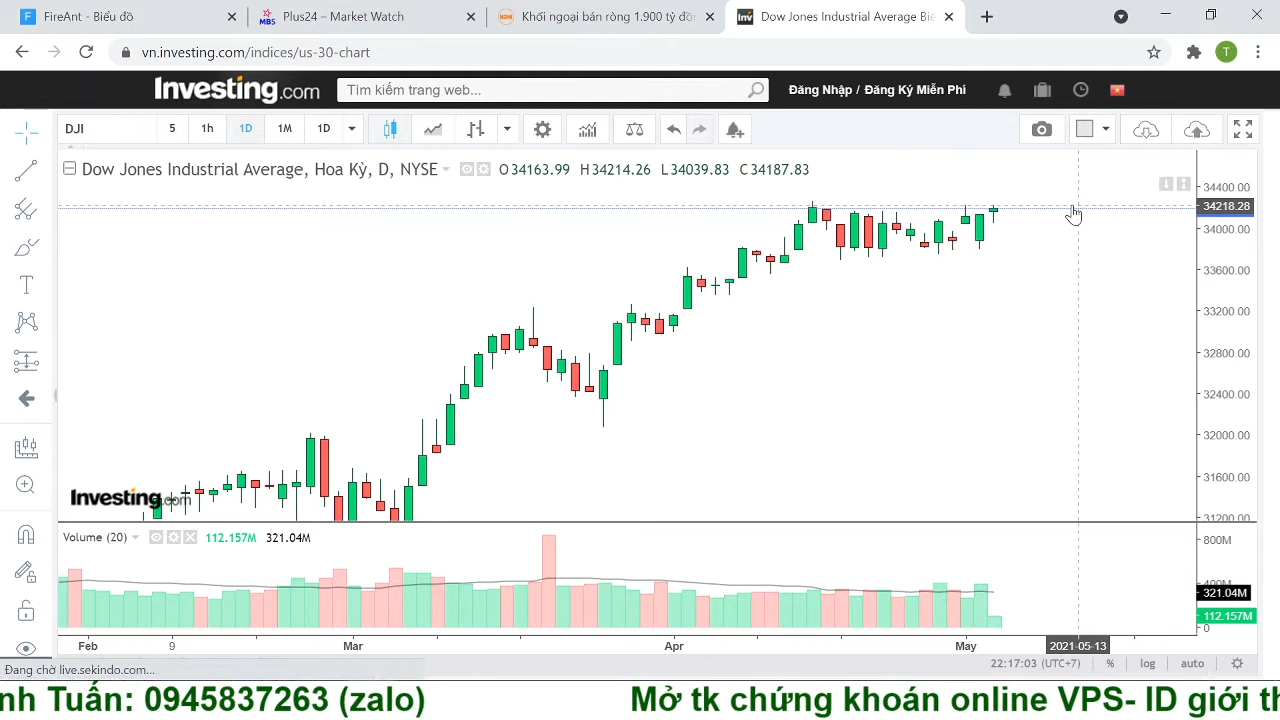 FireAnt - Biểu đồ
Plus24 – Market Watch
Khối ngoại bán ròng 1.900 tỷ đồ
Dow Jones Industrial Average Bi
vn.investing.com/indices/us-30-chart
T
Investing.com
Tìm kiếm trang web...
Đăng Nhập / Đăng Ký Miễn Phí
DJI
5
1h
1D
1M
1D
Dow Jones Industrial Average, Hoa Kỳ, D, NYSE
O34163.99 H34214.26 L34039.83 C34187.83
34400.00
34218.28
34000.00
33600.00
33200.00
32800.00
32400.00
32000.00
31600.00
31200.00
Investing.com
Volume (20)
112.157M
321.04M
800M
400M
321.04M
112.157M
0
Feb
9
Mar
Apr
May
2021-05-13
22:17:03 (UTC+7)
%
log
auto
Đang chờ live.sekindo.com...
nh Tuấn: 0945837263 (zalo)
Mở tk chứng khoán online VPS- ID giới th